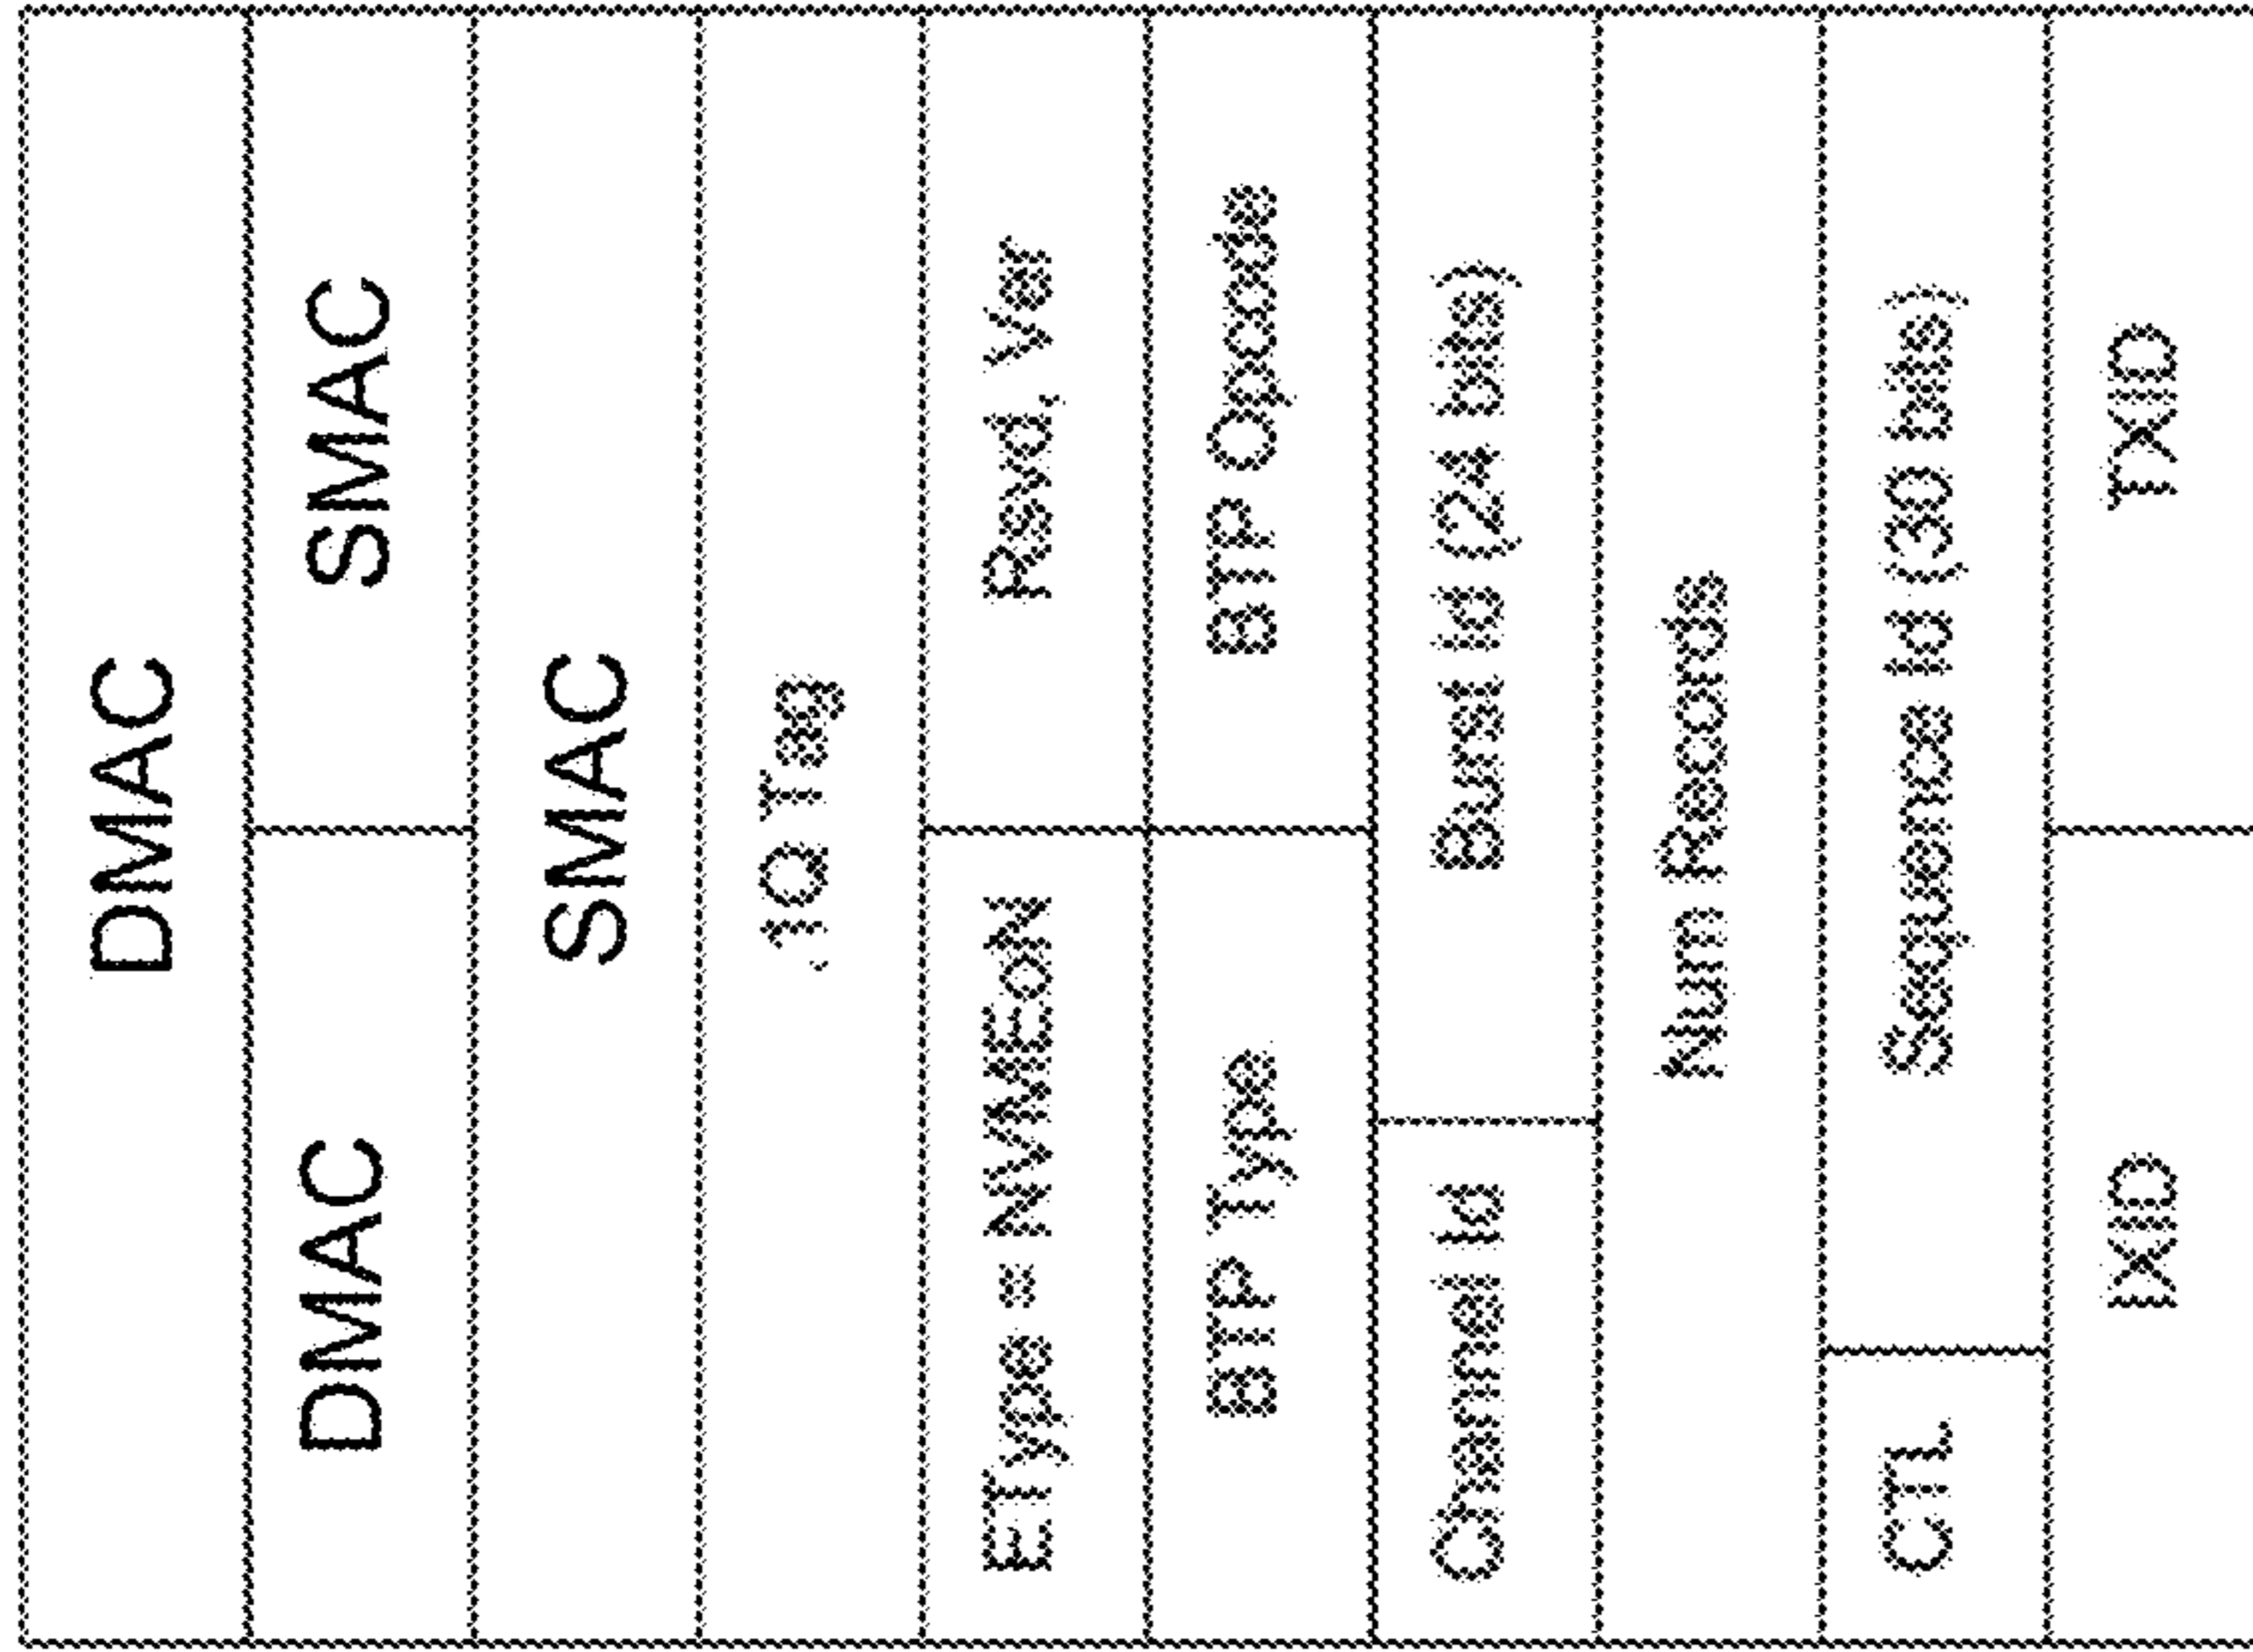 DMAC
DMAC SMAC
SMAC
.1Q Tag
EType = NVMEoN Rsvd, Ver
BTP Type BTP Opcode
Channel Id Burst Id (24 bits)
Num Records
CTL Sequence Id (30 bits)
IXID TXID